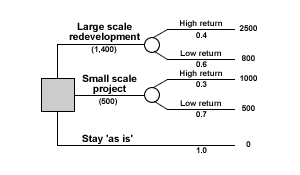 Large scale
redevelopment
(1,400)
High return
0.4
2500
Low return
0.6
800
Small scale
project
(500)
High return
0.3
1000
Low return
0.7
500
Stay 'as is'
1.0
0